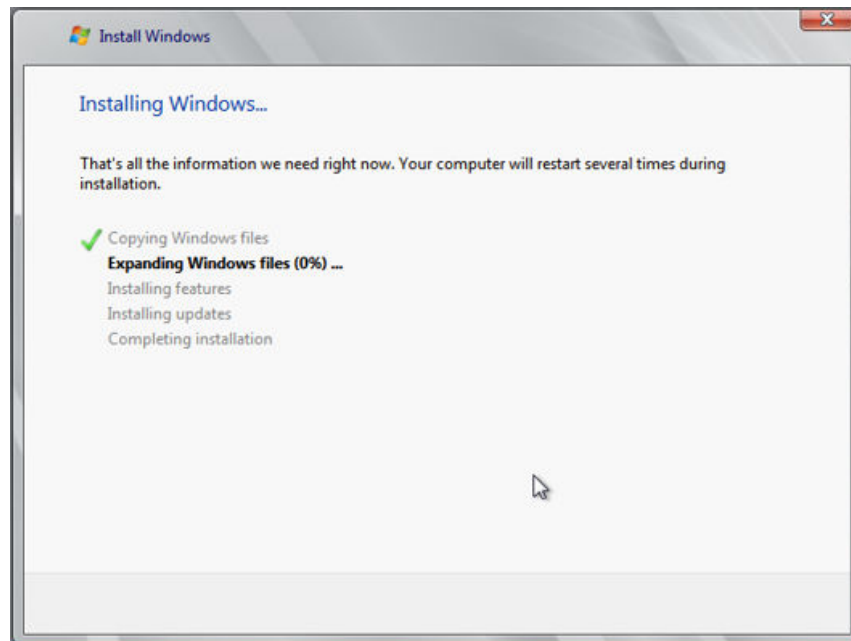 Install Windows
Installing Windows...
That's all the information we need right now. Your computer will restart several times during
installation.
Copying Windows files
Expanding Windows files (0%) ...
Installing features
Installing updates
Completing installation